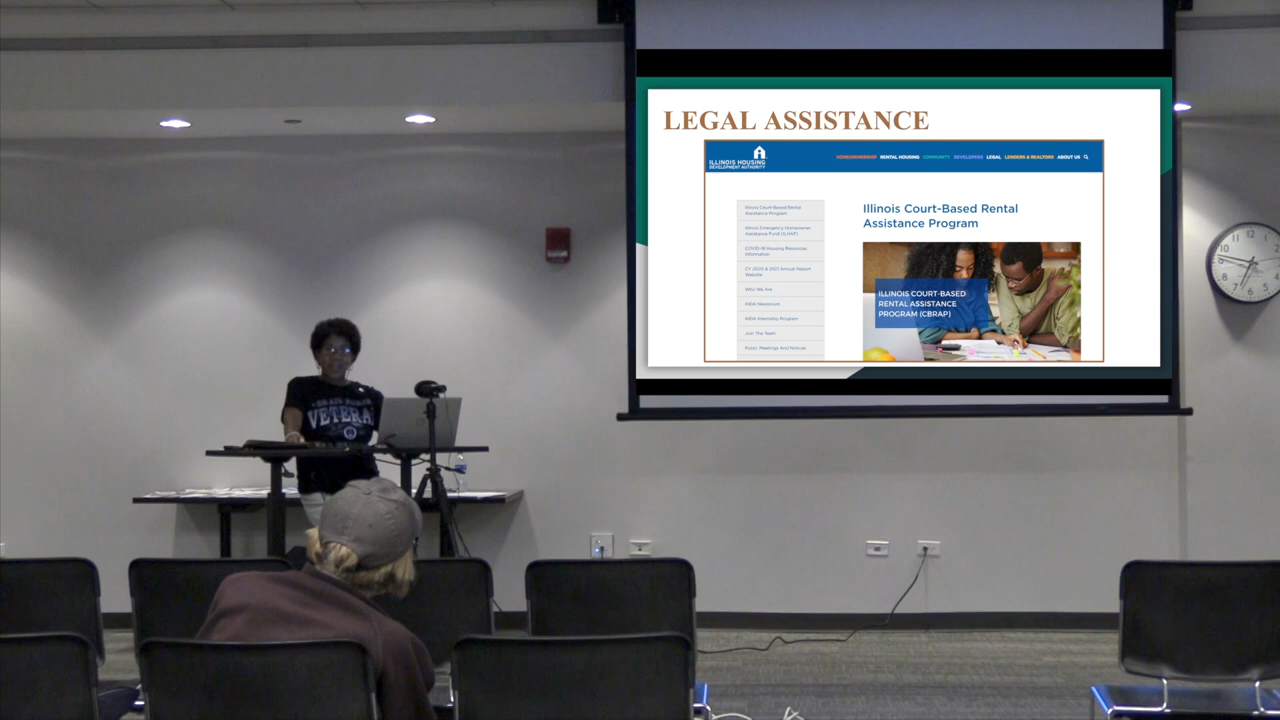 LEGAL ASSISTANCE
ILLINOIS HOUSING
DEVELOPMENT AUTHORITY
HOMEOWNERSHIP RENTAL HOUSING COMMUNITY DEVELOPERS LEGAL LENDERS & REALTORS ABOUT US
Illinois Court-Based Rental
Assistance Program
Illinois Emergency Homeowner
Assistance Fund (ILHAF)
COVID-19 Housing Resources
Information
CY 2020 & 2021 Annual Report
Website
Who We Are
IHDA Newsroom
IHDA Internship Program
Join The Team
Public Meetings And Notices
Illinois Court-Based Rental
Assistance Program
ILLINOIS COURT-BASED
RENTAL ASSISTANCE
PROGRAM (CBRAP)
VETERA